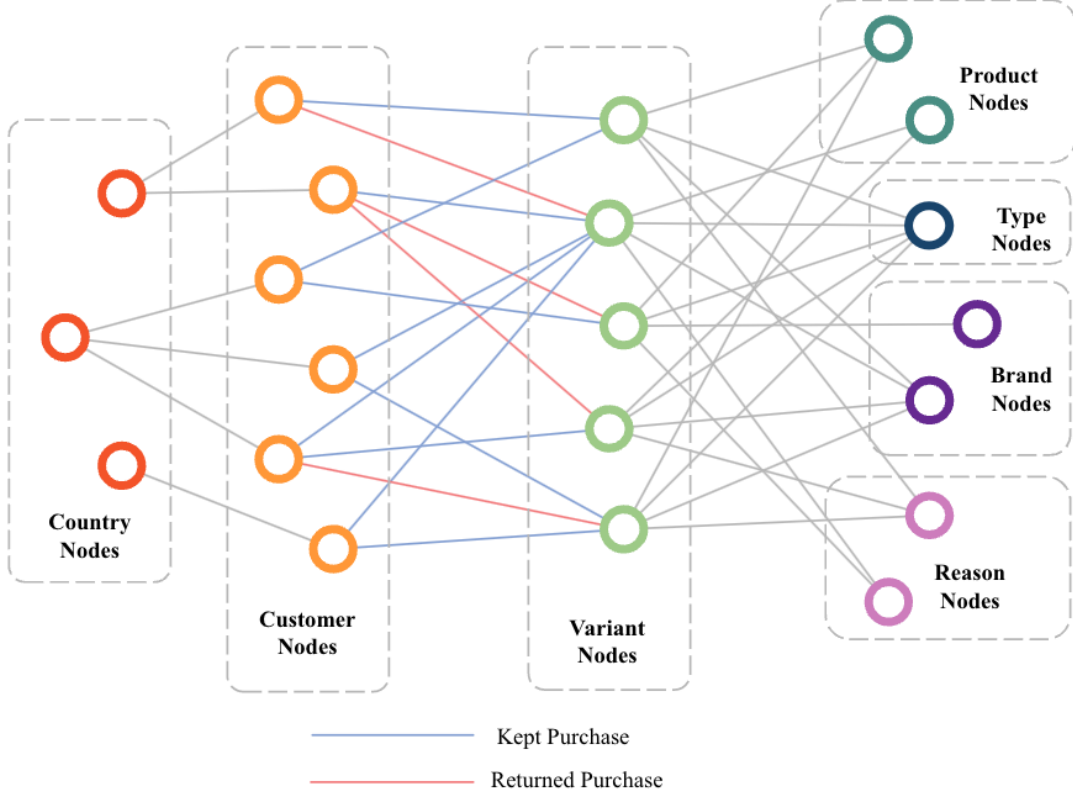 Country
Nodes
Customer
Nodes
Variant
Nodes
Product
Nodes
Type
Nodes
Brand
Nodes
Reason
Nodes
Kept Purchase
Returned Purchase